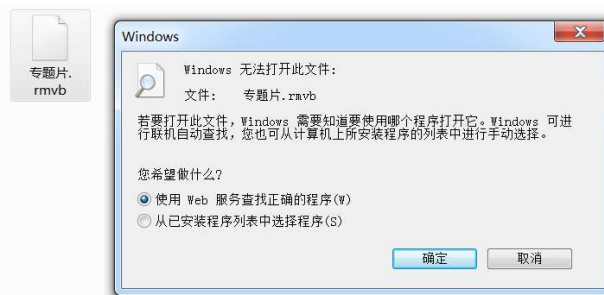 专题片.
rmvb
Windows
Windows 无法打开此文件:
文件: 专题片.rmvb
若要打开此文件，Windows 需要知道要使用哪个程序打开它。Windows 可进
行联机自动查找，您也可从计算机上所安装程序的列表中进行手动选择。
您希望做什么?
使用 Web 服务查找正确的程序(W)
从已安装程序列表中选择程序(S)
确定
取消